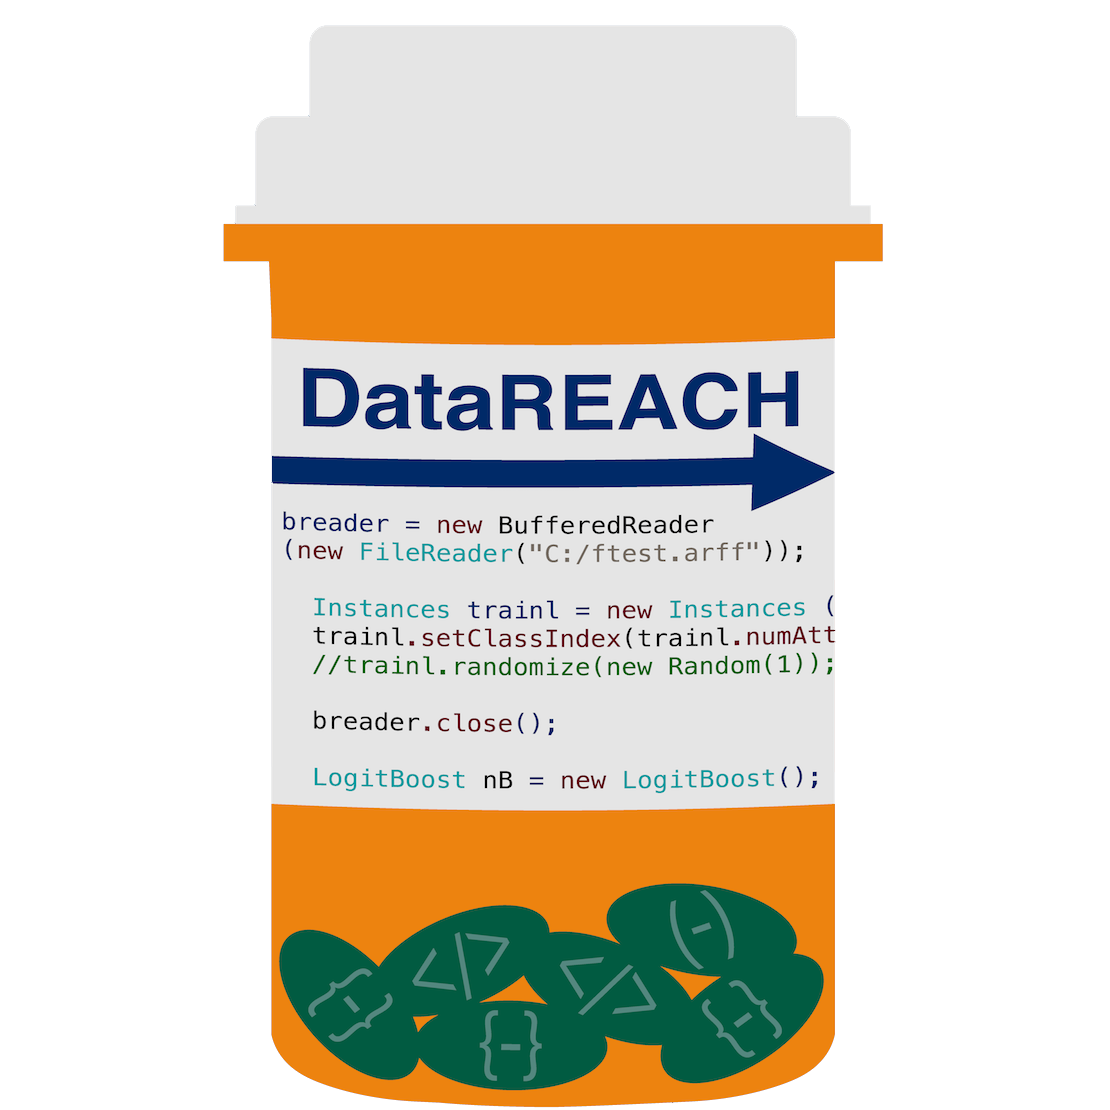 DataREACH
breader = new BufferedReader
(new FileReader("C:/ftest.arff"));
Instances trainl = new Instances (
trainl.setClassIndex(trainl.numAtt
//trainl.randomize(new Random(1));
breader.close();
LogitBoost nB = new LogitBoost();
(-)
</>
</>
{-}
{-}
{-}